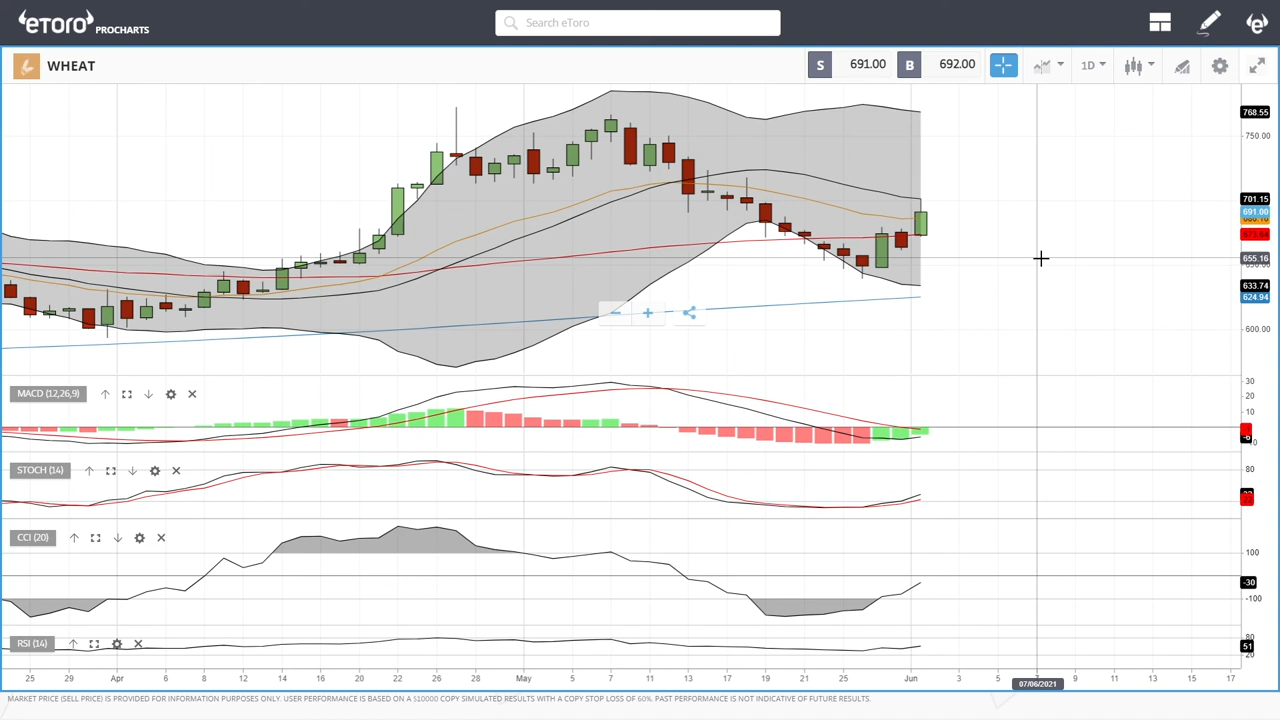 eToro PROCHARTS
Search eToro
WHEAT
S 691.00 B 692.00
1D
768.55
750.00
701.15
691.00
655.16
633.74
624.94
600.00
MACD (12,26,9)
30
20
10
STOCH (14)
80
CCI (20)
100
-30
-100
RSI (14)
80
51
20
25 29 Apr 6 8 12 14 16 20 22 26 28 May 5 7 11 13 17 19 21 25 Jun 3 5 9 11 13 15 17
07/06/2021
MARKET PRICE (SELL PRICE) IS PROVIDED FOR INFORMATION PURPOSES ONLY. USER PERFORMANCE IS BASED ON A $10000 COPY SIMULATED RESULTS WITH A COPY STOP LOSS OF 60%. PAST PERFORMANCE IS NOT INDICATIVE OF FUTURE RESULTS.